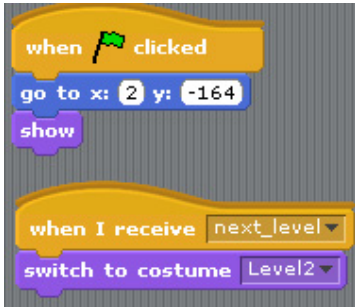 when clicked
go to x: 2 y: -164
show
when I receive next_level
switch to costume Level2